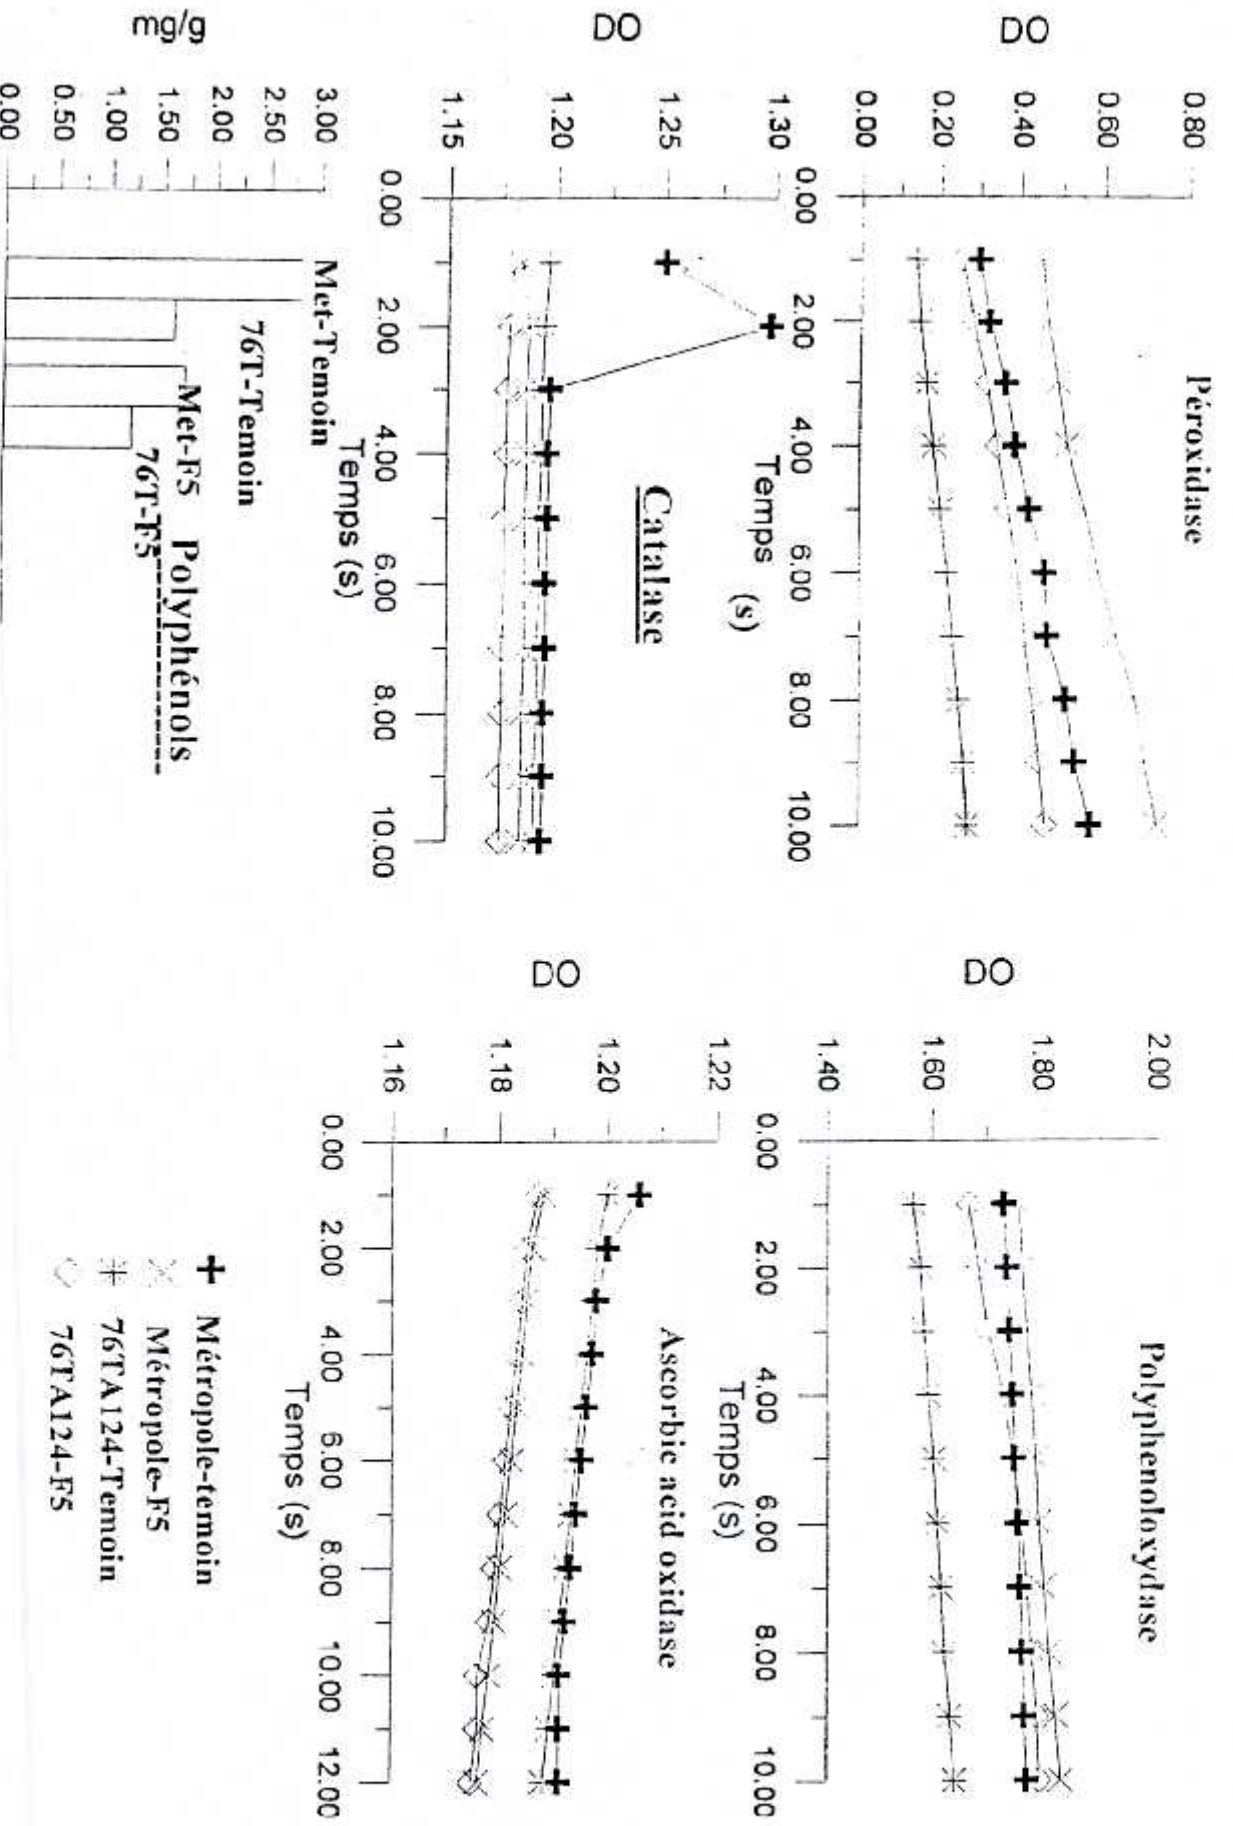 Péroxidase
DO
0.80
0.60
0.40
0.20
0.00
0.00 2.00 4.00 6.00 8.00 10.00
Temps (s)
Polyphenoloxydase
DO
2.00
1.80
1.60
1.40
0.00 2.00 4.00 6.00 8.00 10.00
Temps (s)
Catalase
DO
1.30
1.25
1.20
1.15
0.00 2.00 4.00 6.00 8.00 10.00
Temps (s)
Ascorbic acid oxidase
DO
1.22
1.20
1.18
1.16
0.00 2.00 4.00 6.00 8.00 10.00 12.00
Temps (s)
Polyphénols
mg/g
3.00
2.50
2.00
1.50
1.00
0.50
0.00
Met-Temoin
76T-Temoin
Met-F5
76T-F5
Métropole-temoin
Métropole-F5
76TA124-Temoin
76TA124-F5